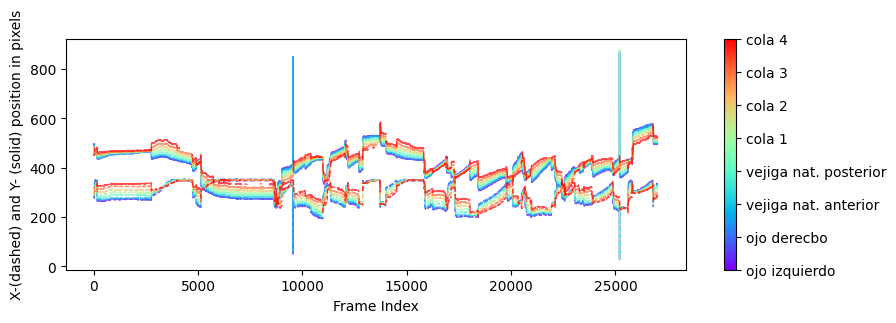 X-(dashed) and Y- (solid) position in pixels
800
600
400
200
0
0 5000 10000 15000 20000 25000
Frame Index
cola 4
cola 3
cola 2
cola 1
vejiga nat. posterior
vejiga nat. anterior
ojo derecbo
ojo izquierdo